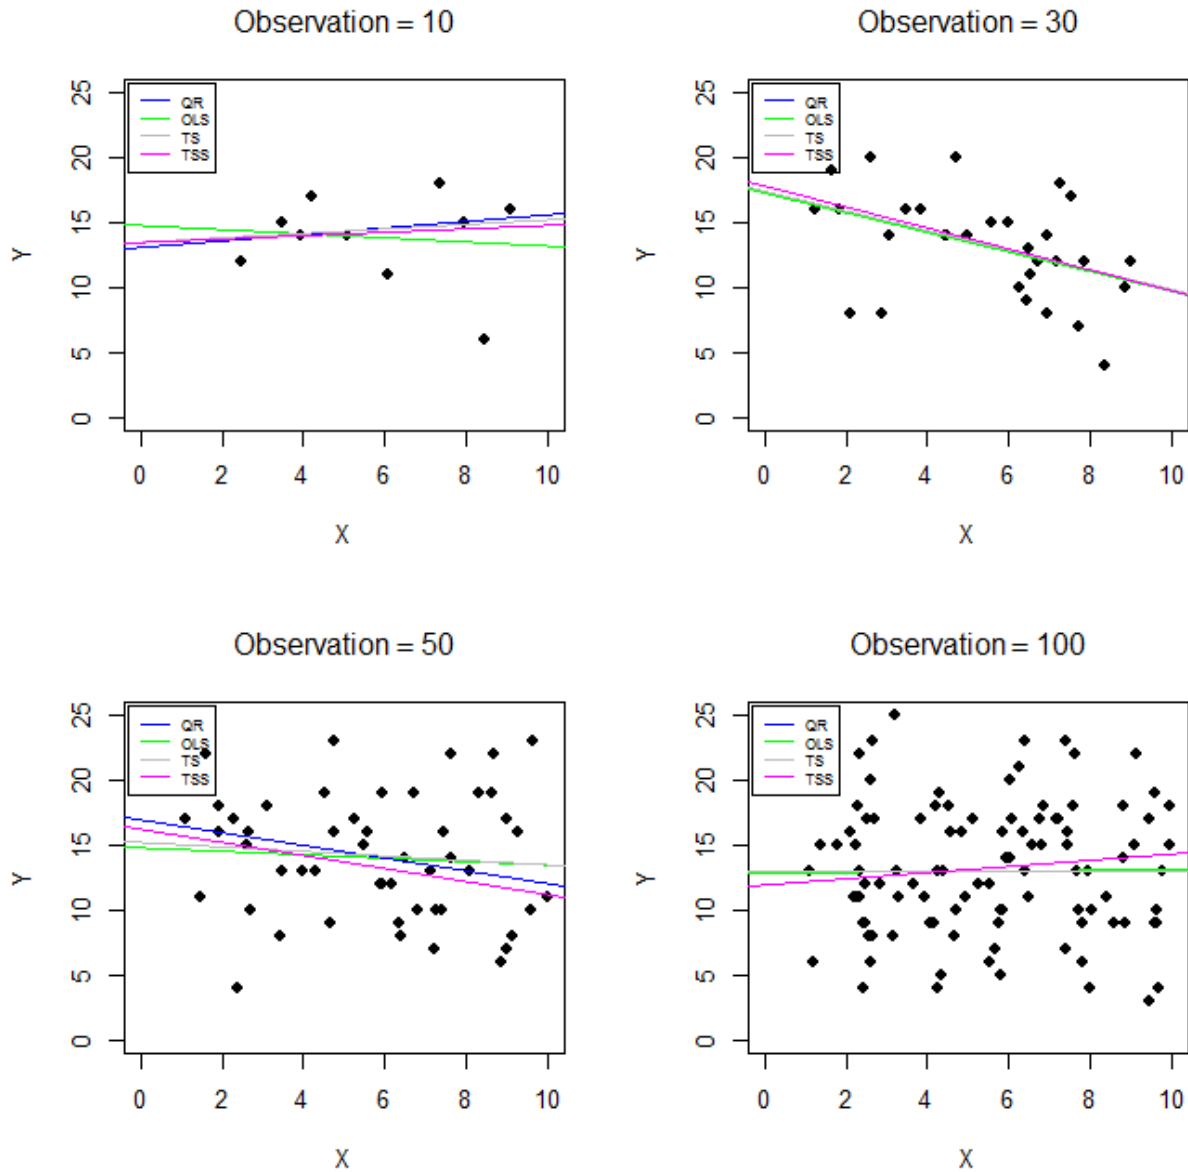 Observation = 10
25
20
15
10
5
0
Y
QR
OLS
TS
TSS
0 2 4 6 8 10
X
Observation = 30
25
20
15
10
5
0
Y
QR
OLS
TS
TSS
0 2 4 6 8 10
X
Observation = 50
25
20
15
10
5
0
Y
QR
OLS
TS
TSS
0 2 4 6 8 10
X
Observation = 100
25
20
15
10
5
0
Y
QR
OLS
TS
TSS
0 2 4 6 8 10
X